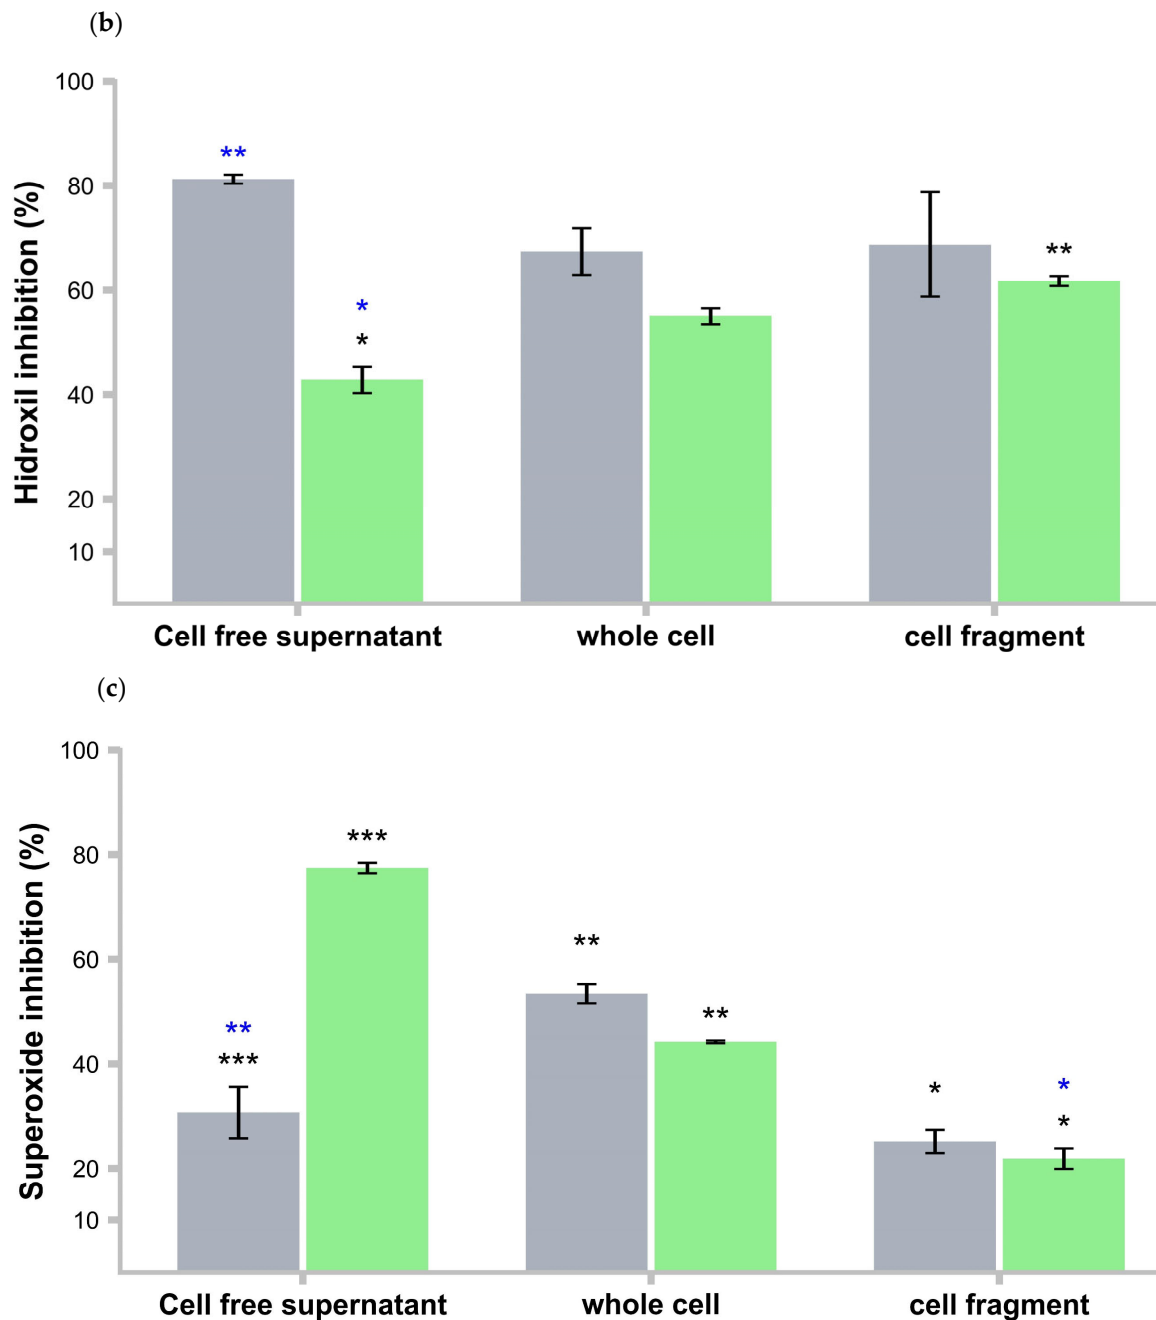 (b)
Hidroxil inhibition (%)
100
80
60
40
20
10
**
*
*
**
Cell free supernatant
whole cell
cell fragment
(c)
Superoxide inhibition (%)
100
80
60
40
20
10
**
***
***
**
**
*
*
*
Cell free supernatant
whole cell
cell fragment